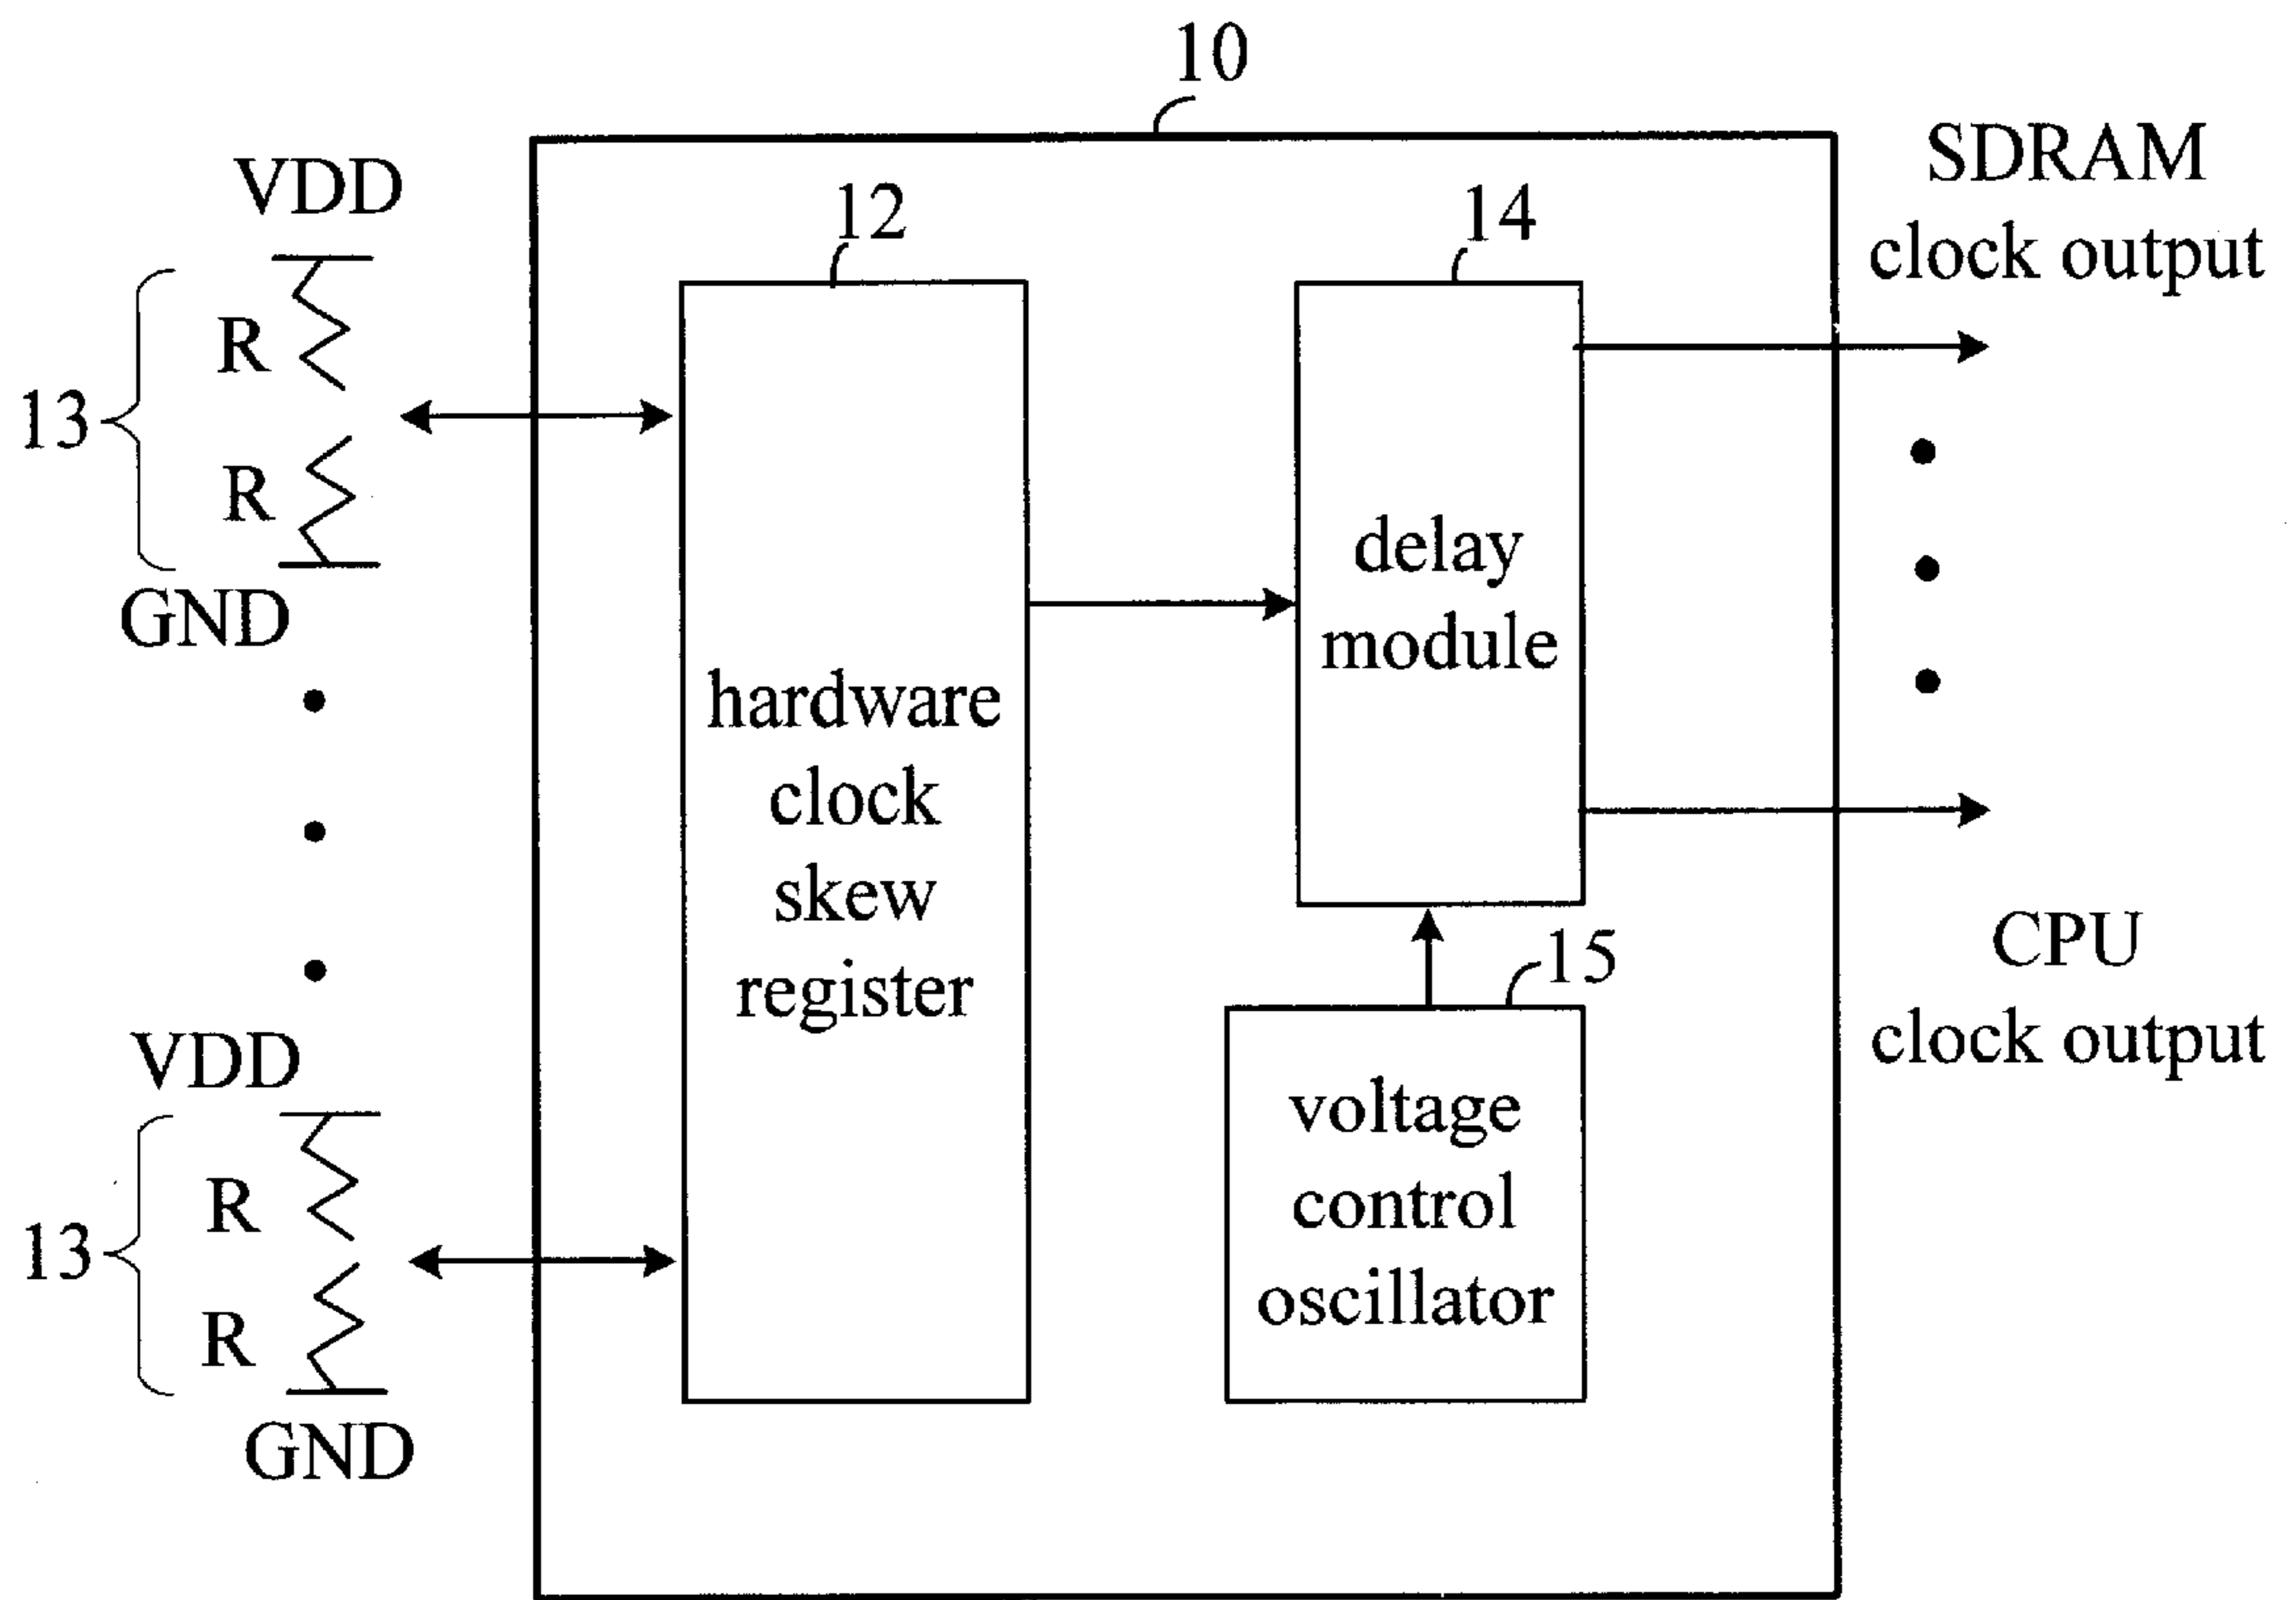 10
VDD
12
14
SDRAM
clock output
R
13
R
GND
hardware
clock
skew
register
delay
module
15
CPU
clock output
VDD
R
13
R
GND
voltage
control
oscillator